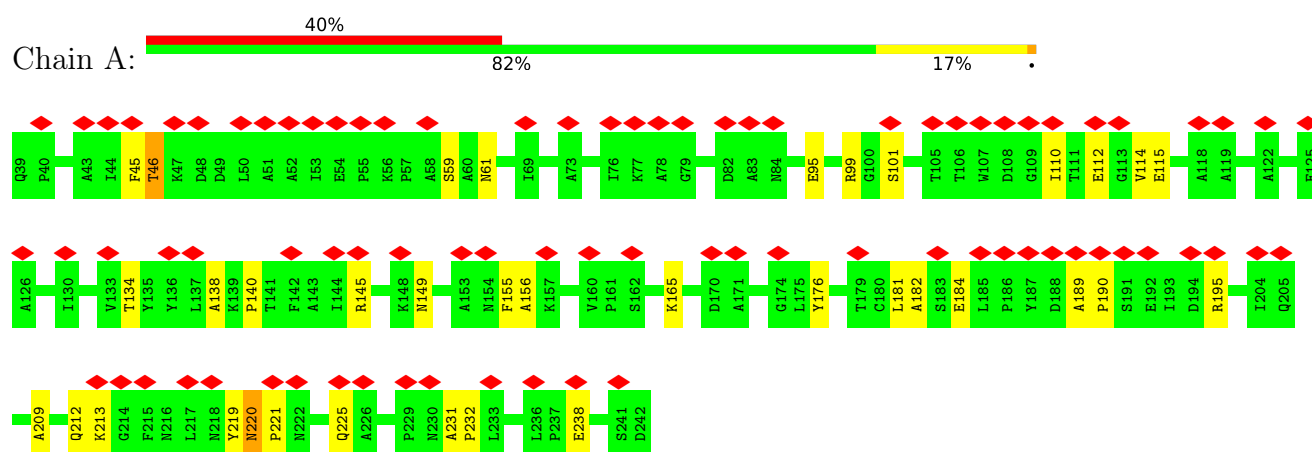 40%
Chain A:
82% 17% •
Q39 P40 A43 I44 F45 T46 K47 D48 D49 L50 A51 A52 I53 E54 P55 K56 P57 A58 S59 A60 N61 I69 A73 I76 K77 A78 G79 D82 A83 N84 E95 R99 G100 S101 T105 T106 W107 D108 G109 I110 T111 E112 G113 V114 E115 A118 A119 A122 E125
A126 I130 V133 T134 Y135 Y136 L137 A138 K139 P140 T141 F142 A143 I144 R145 K148 N149 A153 N154 F155 A156 K157 V160 P161 S162 K165 D170 A171 G174 L175 Y176 T179 C180 L181 A182 S183 E184 L185 P186 Y187 D188 A189 P190 S191 E192 I193 D194 R195 I204 Q205
A209 Q212 K213 G214 F215 N216 L217 N218 Y219 N220 P221 N222 Q225 A226 P229 N230 A231 P232 L233 L236 P237 E238 S241 D242